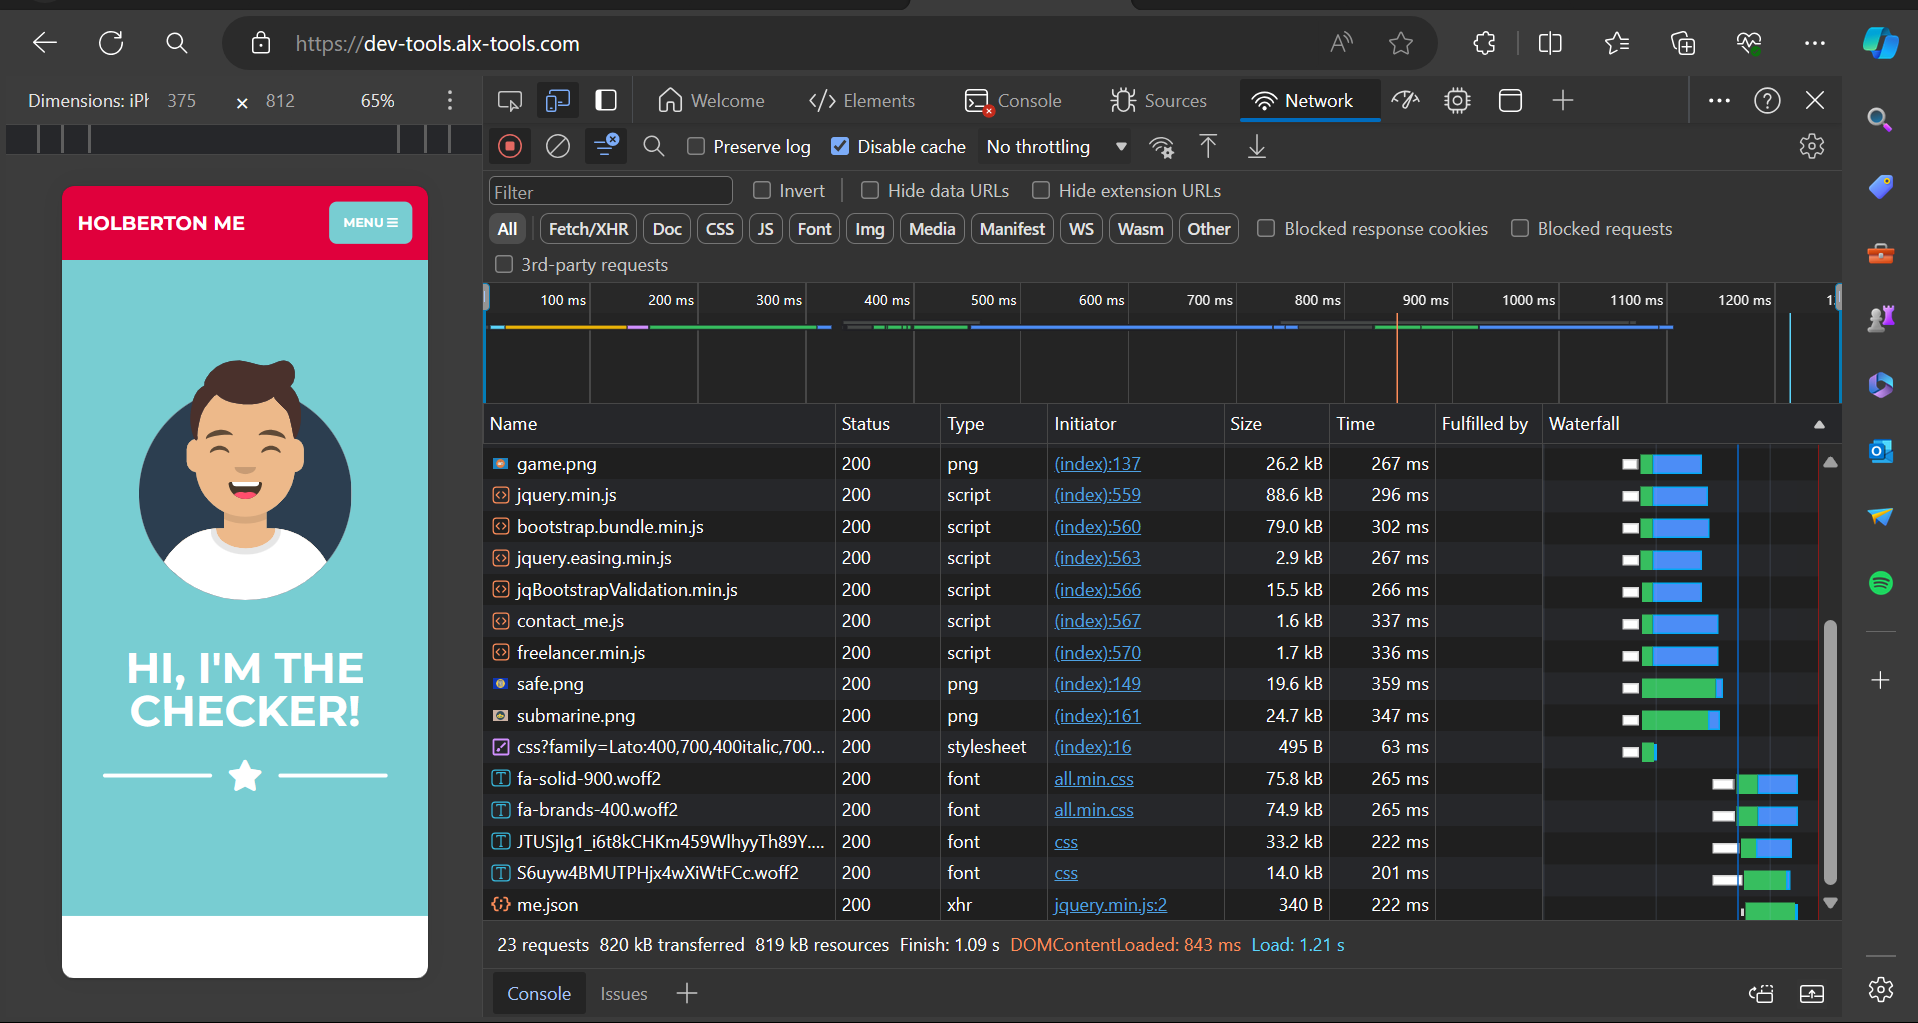 https://dev-tools.alx-tools.com
Dimensions: iPh 375 × 812 65%
Welcome Elements Console Sources Network
Preserve log Disable cache No throttling
Filter Invert Hide data URLs Hide extension URLs
All Fetch/XHR Doc CSS JS Font Img Media Manifest WS Wasm Other Blocked response cookies Blocked requests
3rd-party requests
100 ms 200 ms 300 ms 400 ms 500 ms 600 ms 700 ms 800 ms 900 ms 1000 ms 1100 ms 1200 ms 1
Name Status Type Initiator Size Time Fulfilled by Waterfall
game.png 200 png (index):137 26.2 kB 267 ms
jquery.min.js 200 script (index):559 88.6 kB 296 ms
bootstrap.bundle.min.js 200 script (index):560 79.0 kB 302 ms
jquery.easing.min.js 200 script (index):563 2.9 kB 267 ms
jqBootstrapValidation.min.js 200 script (index):566 15.5 kB 266 ms
contact_me.js 200 script (index):567 1.6 kB 337 ms
freelancer.min.js 200 script (index):570 1.7 kB 336 ms
safe.png 200 png (index):149 19.6 kB 359 ms
submarine.png 200 png (index):161 24.7 kB 347 ms
css?family=Lato:400,700,400italic,700... 200 stylesheet (index):16 495 B 63 ms
fa-solid-900.woff2 200 font all.min.css 75.8 kB 265 ms
fa-brands-400.woff2 200 font all.min.css 74.9 kB 265 ms
JTUSjIg1_i6t8kCHKm459WlhyyTh89Y.... 200 font css 33.2 kB 222 ms
S6uyw4BMUTPHjx4wXiWtFCc.woff2 200 font css 14.0 kB 201 ms
me.json 200 xhr jquery.min.js:2 340 B 222 ms
23 requests 820 kB transferred 819 kB resources Finish: 1.09 s DOMContentLoaded: 843 ms Load: 1.21 s
Console Issues
HOLBERTON ME MENU
HI, I'M THE
CHECKER!